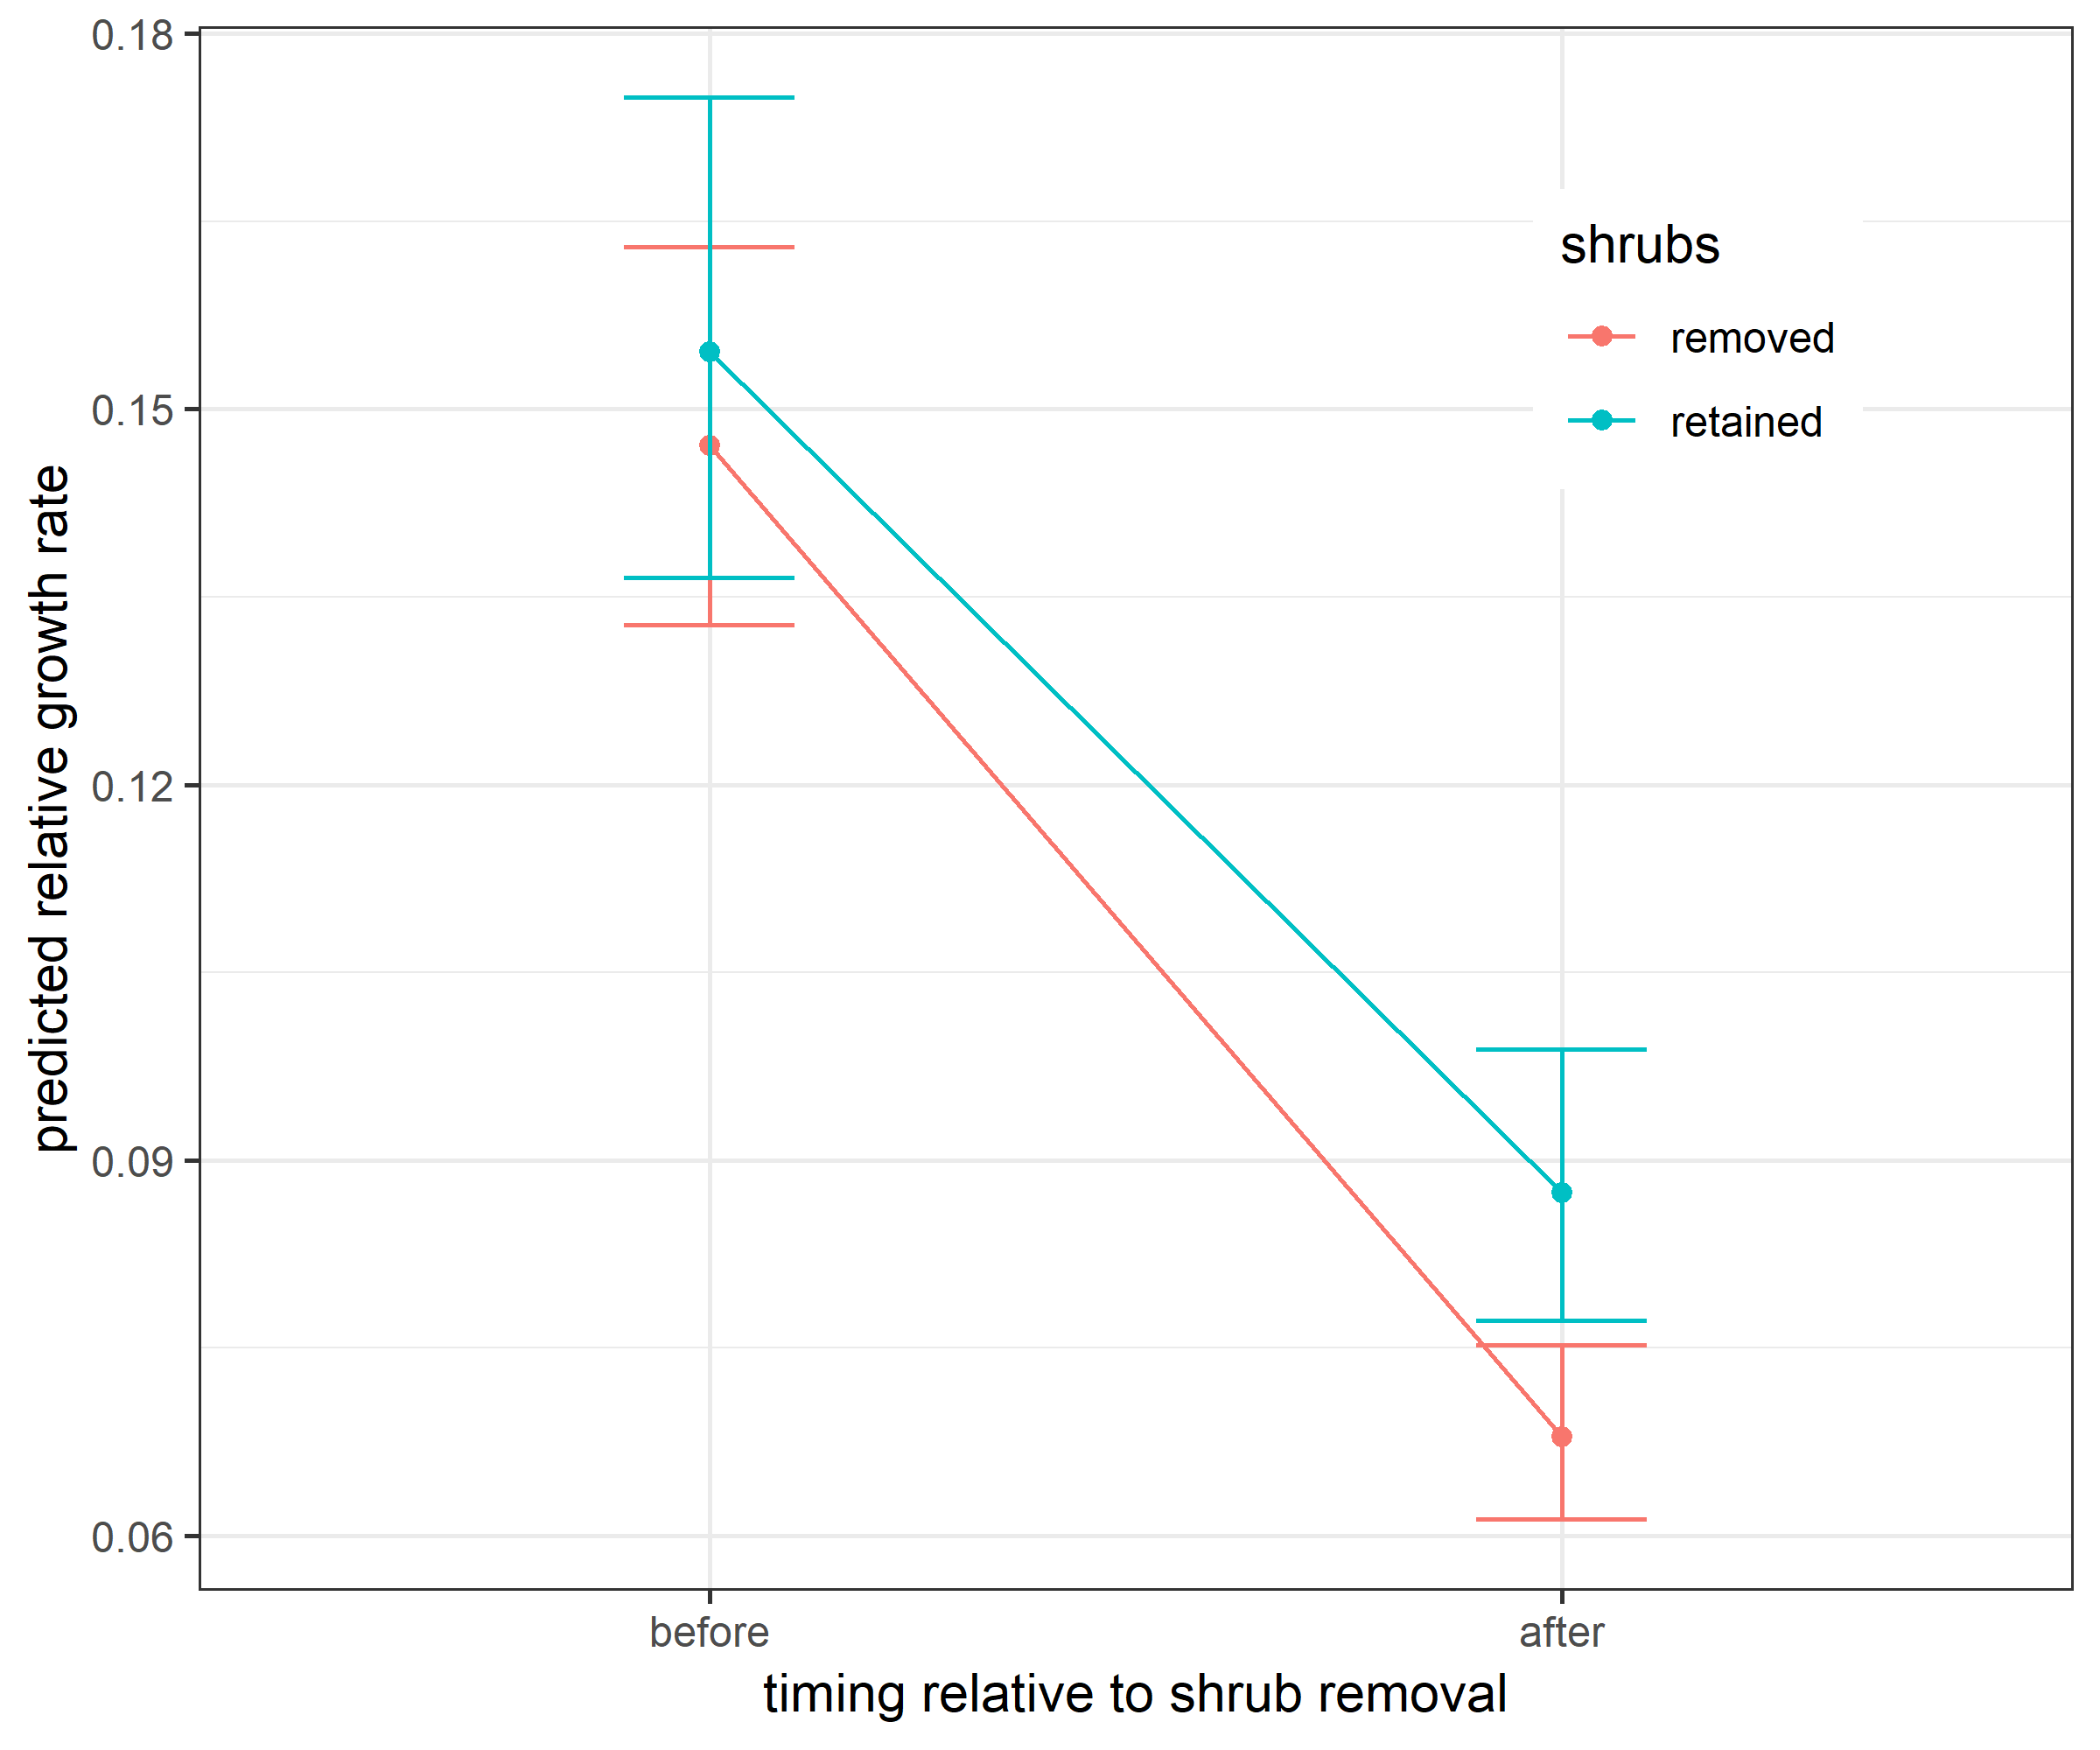 0.18
0.15
0.12
0.09
0.06
predicted relative growth rate
shrubs
removed
retained
before
after
timing relative to shrub removal